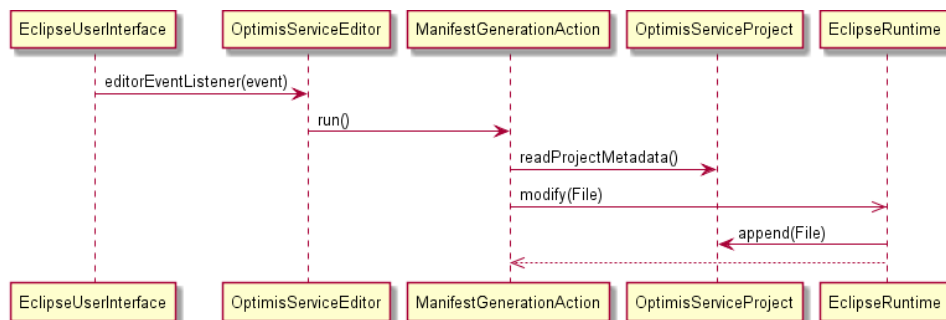 EclipseUserInterface
OptimisServiceEditor
ManifestGenerationAction
OptimisServiceProject
EclipseRuntime
editorEventListener(event)
run()
readProjectMetadata()
modify(File)
append(File)
EclipseUserInterface
OptimisServiceEditor
ManifestGenerationAction
OptimisServiceProject
EclipseRuntime